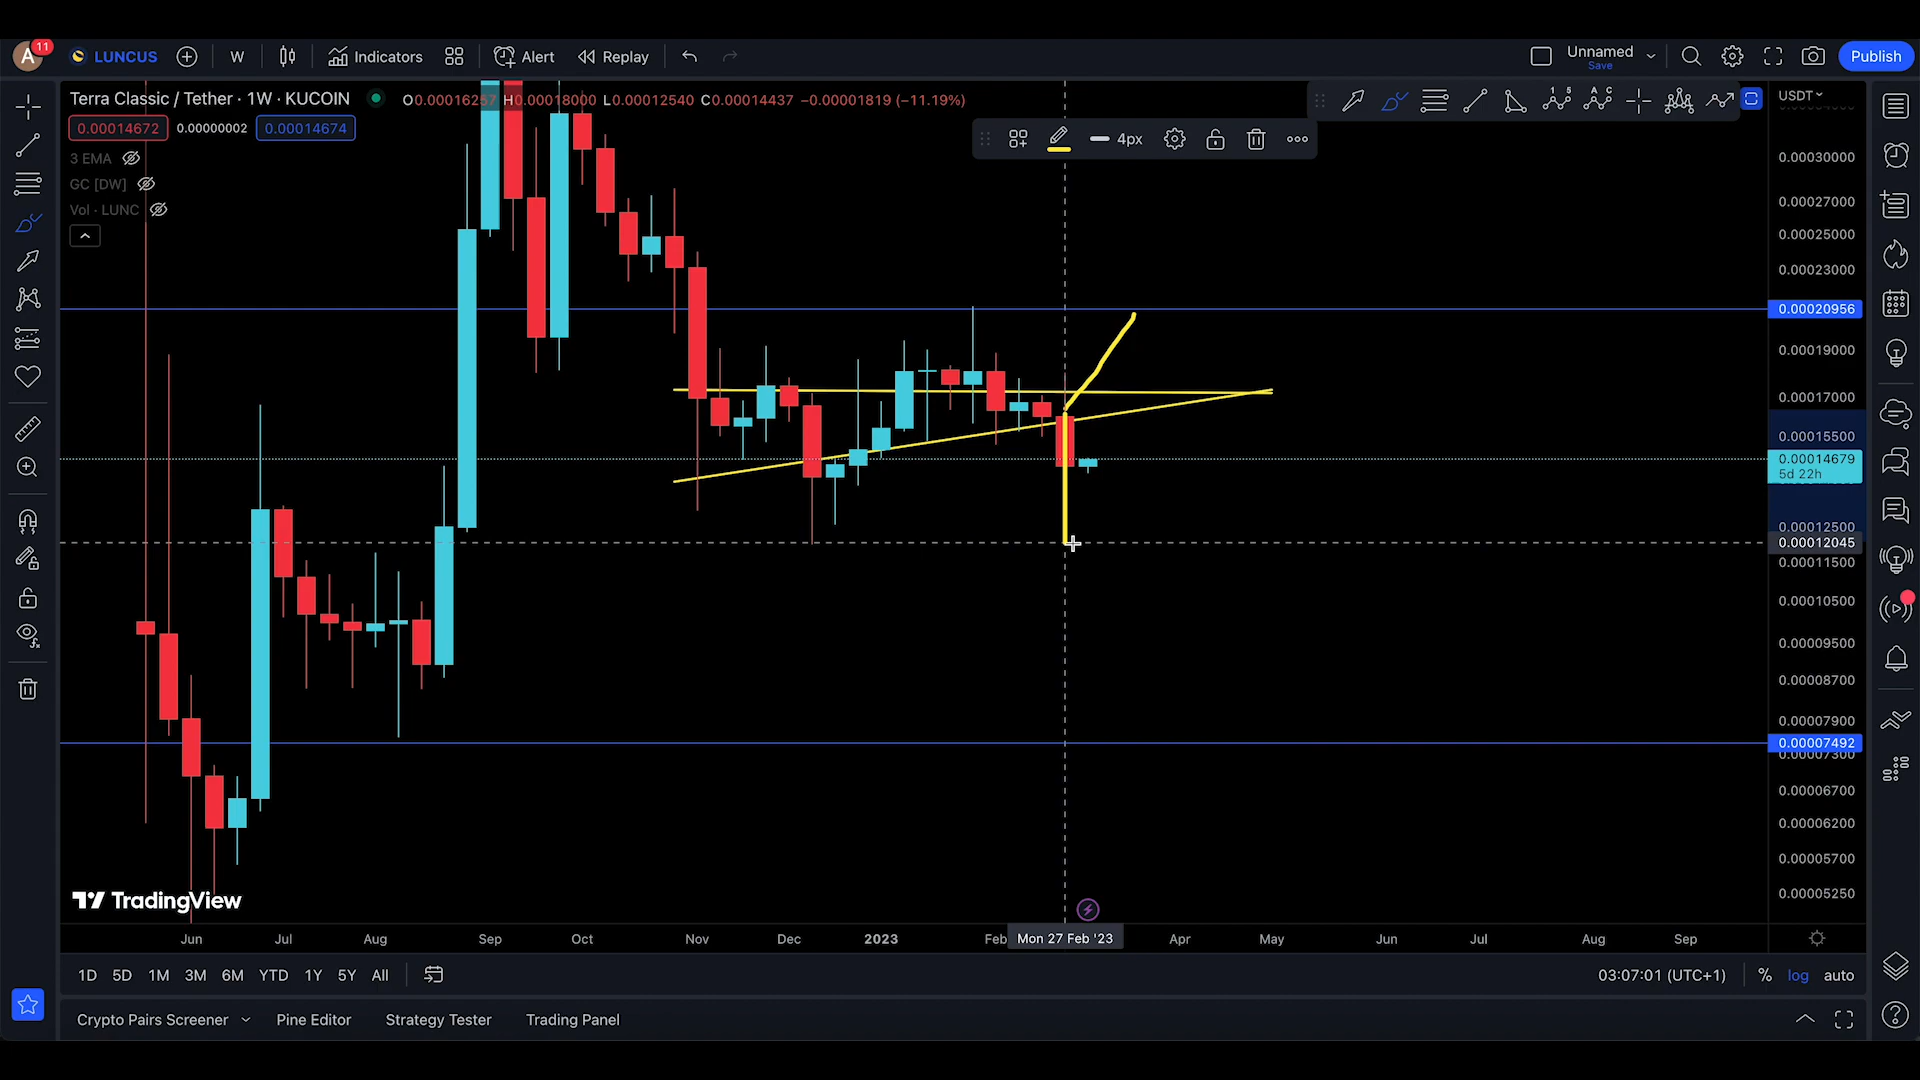 A
11
LUNCUS
W
Indicators
Alert
Replay
Unnamed
Save
Publish
Terra Classic / Tether · 1W · KUCOIN
O0.00016257 H0.00018000 L0.00012540 C0.00014437 −0.00001819 (−11.19%)
0.00014672
0.00000002
0.00014674
3 EMA
GC [DW]
Vol · LUNC
4px
USDT
0.00030000
0.00027000
0.00025000
0.00023000
0.00020956
0.00019000
0.00017000
0.00015500
0.00014679
5d 22h
0.00012500
0.00012045
0.00011500
0.00010500
0.00009500
0.00008700
0.00007900
0.00007492
0.00007300
0.00006700
0.00006200
0.00005700
0.00005250
TradingView
Jun
Jul
Aug
Sep
Oct
Nov
Dec
2023
Feb
Mon 27 Feb '23
Apr
May
Jun
Jul
Aug
Sep
1D 5D 1M 3M 6M YTD 1Y 5Y All
03:07:01 (UTC+1)
% log auto
Crypto Pairs Screener
Pine Editor
Strategy Tester
Trading Panel